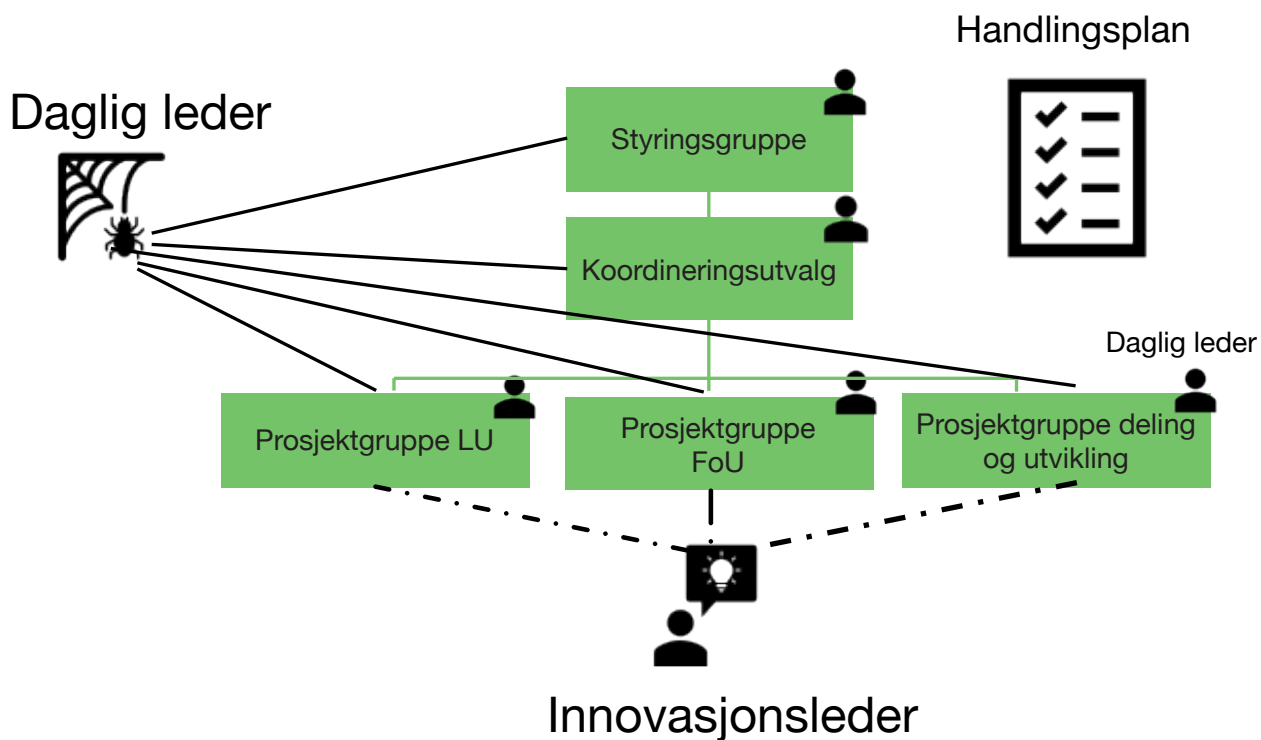 Handlingsplan
Daglig leder
Styringsgruppe
Koordineringsutvalg
Daglig leder
Prosjektgruppe LU
Prosjektgruppe
FoU
Prosjektgruppe deling
og utvikling
Innovasjonsleder